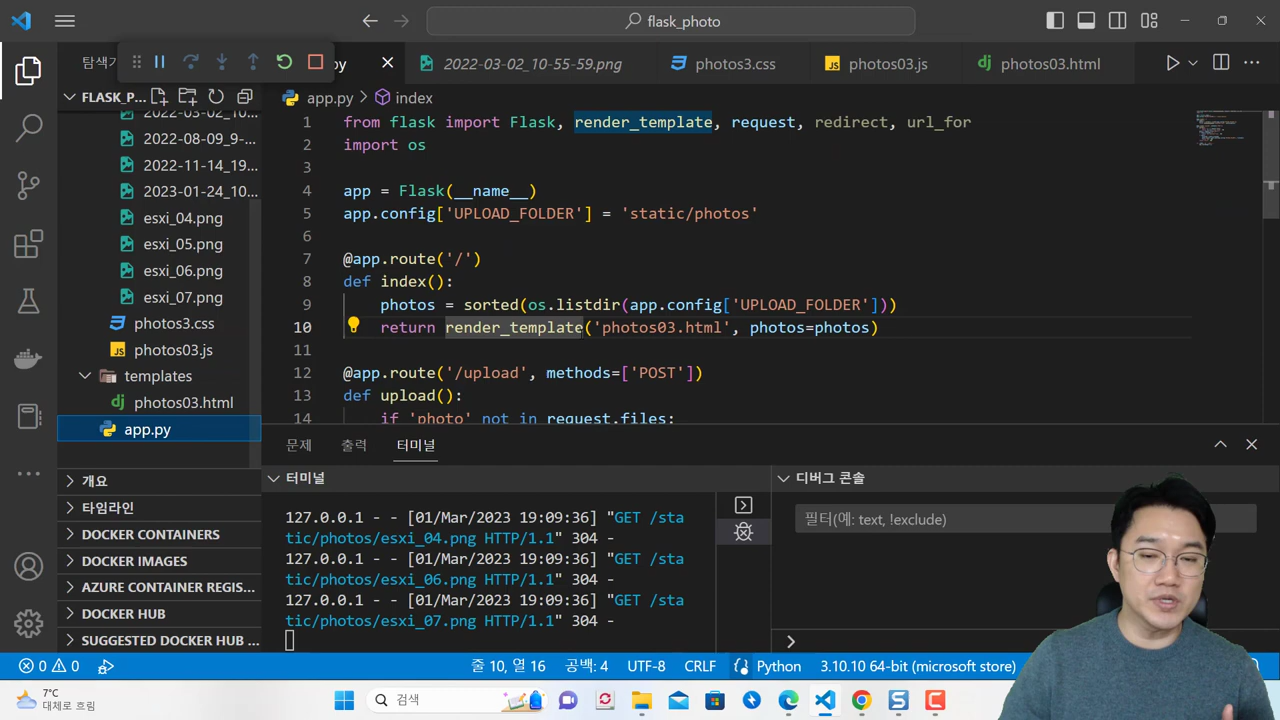 flask_photo
탐색기
py
2022-03-02_10-55-59.png
photos3.css
photos03.js
photos03.html
FLASK_P...
app.py
index
2022-03-02_10...
2022-08-09_9-...
2022-11-14_19...
2023-01-24_10...
esxi_04.png
esxi_05.png
esxi_06.png
esxi_07.png
photos3.css
photos03.js
templates
photos03.html
app.py
개요
타임라인
DOCKER CONTAINERS
DOCKER IMAGES
AZURE CONTAINER REGIS...
DOCKER HUB
SUGGESTED DOCKER HUB ...
1 from flask import Flask, render_template, request, redirect, url_for
2 import os
3
4 app = Flask(__name__)
5 app.config['UPLOAD_FOLDER'] = 'static/photos'
6
7 @app.route('/')
8 def index():
9 photos = sorted(os.listdir(app.config['UPLOAD_FOLDER']))
10 return render_template('photos03.html', photos=photos)
11
12 @app.route('/upload', methods=['POST'])
13 def upload():
14 if 'photo' not in request.files:
문제 출력 터미널
터미널
127.0.0.1 - - [01/Mar/2023 19:09:36] "GET /sta
tic/photos/esxi_04.png HTTP/1.1" 304 -
127.0.0.1 - - [01/Mar/2023 19:09:36] "GET /sta
tic/photos/esxi_06.png HTTP/1.1" 304 -
127.0.0.1 - - [01/Mar/2023 19:09:36] "GET /sta
tic/photos/esxi_07.png HTTP/1.1" 304 -
디버그 콘솔
필터(예: text, !exclude)
0 0 줄 10, 열 16 공백: 4 UTF-8 CRLF Python 3.10.10 64-bit (microsoft store)
7°C
대체로 흐림
검색